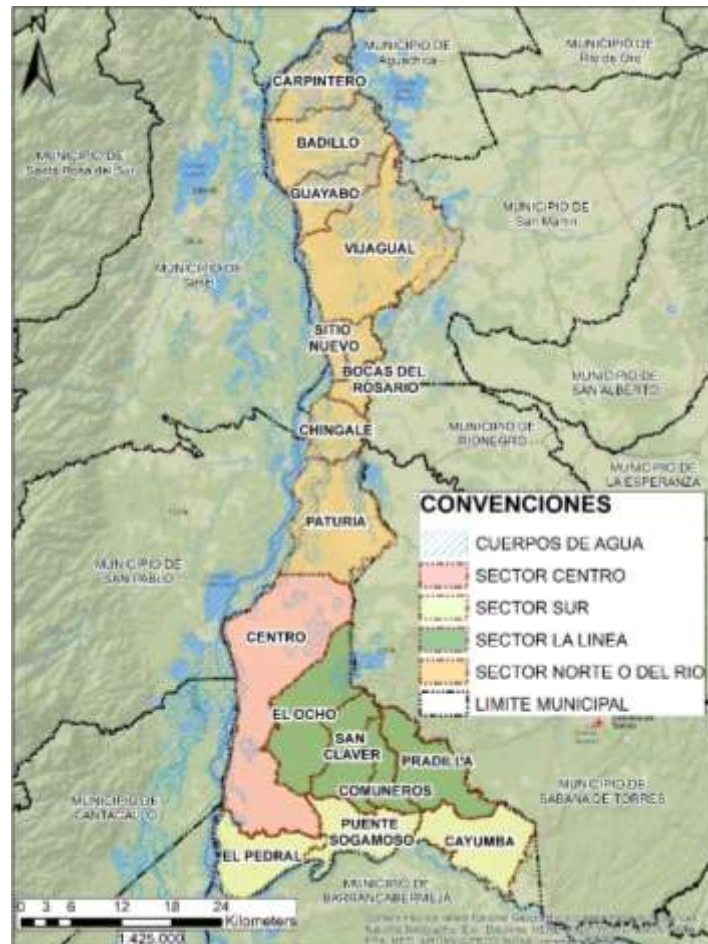 N
MUNICIPIO DE
Aguachica
MUNICIPIO DE
Rio de Oro
CARPINTERO
BADILLO
MUNICIPIO DE
Santa Rosa del Sur
GUAYABO
MUNICIPIO DE
San Martin
VIJAGUAL
MUNICIPIO DE
SITIO
NUEVO
BOCAS DEL
ROSARIO
MUNICIPIO DE
SAN ALBERTO
CHINGALE
MUNICIPIO DE
RIONEGRO
MUNICIPIO DE
LA ESPERANZA
PATURIA
MUNICIPIO DE
SAN PABLO
CONVENCIONES
CUERPOS DE AGUA
SECTOR CENTRO
SECTOR SUR
SECTOR LA LINEA
SECTOR NORTE O DEL RIO
LIMITE MUNICIPAL
CENTRO
EL OCHO
SAN
CLAVER
PRADILLA
COMUNEROS
MUNICIPIO DE
CANTAGALLO
MUNICIPIO DE
SABANA DE TORRES
PUENTE
SOGAMOSO
CAYUMBA
EL PEDRAL
MUNICIPIO DE
BARRANCABERMEJA
0 3 6 12 18 24
Kilometers
1:425.000